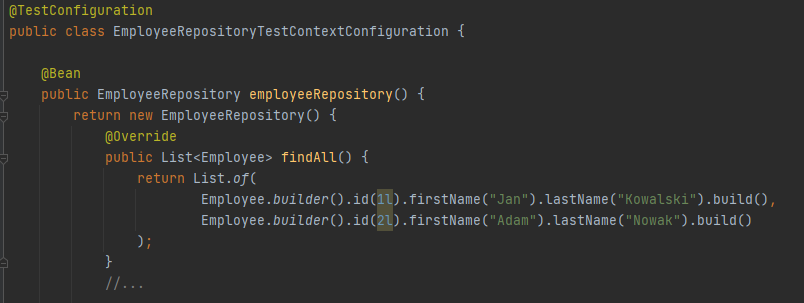 @TestConfiguration
public class EmployeeRepositoryTestContextConfiguration {
@Bean
public EmployeeRepository employeeRepository() {
return new EmployeeRepository() {
@Override
public List<Employee> findAll() {
return List.of(
Employee.builder().id(1l).firstName("Jan").lastName("Kowalski").build(),
Employee.builder().id(2l).firstName("Adam").lastName("Nowak").build()
);
}
//...